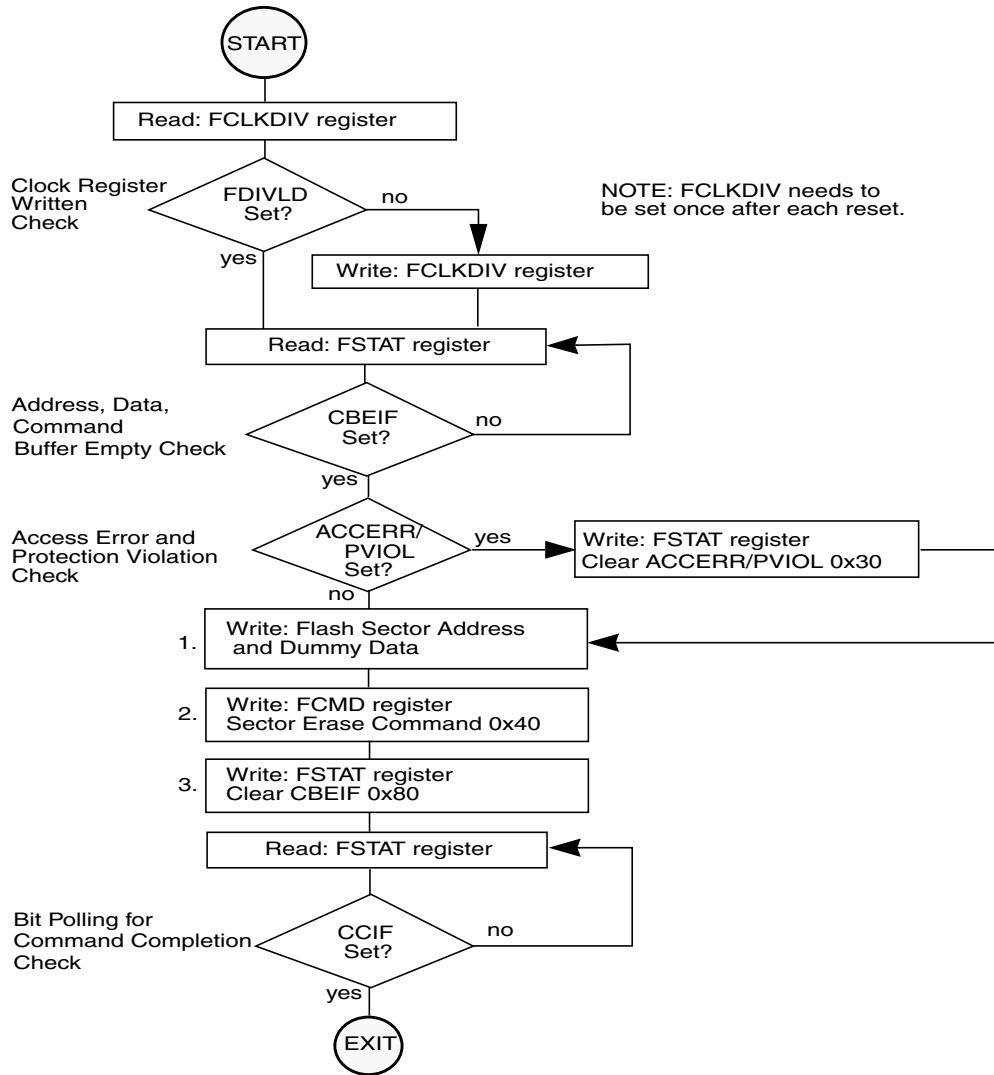 START
Read: FCLKDIV register
Clock Register
Written
Check
FDIVLD
Set?
no
NOTE: FCLKDIV needs to
be set once after each reset.
yes
Write: FCLKDIV register
Read: FSTAT register
Address, Data,
Command
Buffer Empty Check
CBEIF
Set?
no
yes
Access Error and
Protection Violation
Check
ACCERR/
PVIOL
Set?
yes
Write: FSTAT register
Clear ACCERR/PVIOL 0x30
no
1.
Write: Flash Sector Address
and Dummy Data
2.
Write: FCMD register
Sector Erase Command 0x40
3.
Write: FSTAT register
Clear CBEIF 0x80
Read: FSTAT register
Bit Polling for
Command Completion
Check
CCIF
Set?
no
yes
EXIT